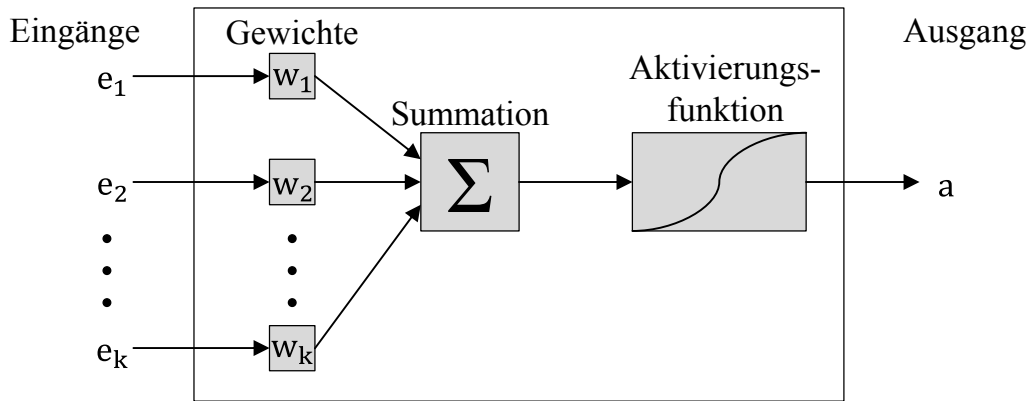 Eingänge
Gewichte
Ausgang
e₁
w₁
Aktivierungs-
funktion
Summation
e₂
w₂
Σ
a
eₖ
wₖ